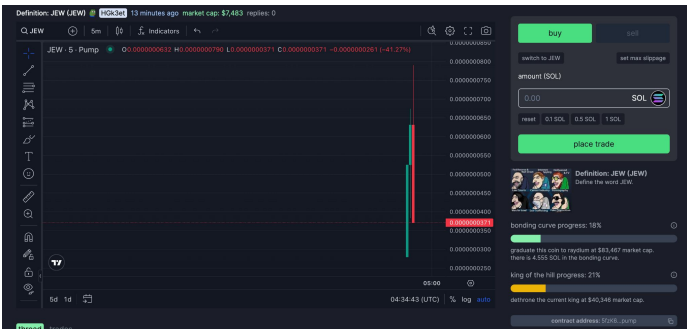 Definition: JEW (JEW) HGk3et 13 minutes ago market cap: $7,483 replies: 0
JEW 5m Indicators
JEW · 5 · Pump O0.0000000632 H0.0000000790 L0.0000000371 C0.0000000371 −0.0000000261 (−41.27%)
0.0000000850
0.0000000800
0.0000000750
0.0000000700
0.0000000650
0.0000000600
0.0000000550
0.0000000500
0.0000000450
0.0000000400
0.0000000371
0.0000000350
0.0000000300
0.0000000250
05:00
5d 1d 04:34:43 (UTC) % log auto
thread trades
buy sell
switch to JEW set max slippage
amount (SOL)
0.00 SOL
reset 0.1 SOL 0.5 SOL 1 SOL
place trade
Definition: JEW (JEW)
Define the word JEW.
bonding curve progress: 18%
graduate this coin to raydium at $83,467 market cap.
there is 4.555 SOL in the bonding curve.
king of the hill progress: 21%
dethrone the current king at $40,346 market cap.
contract address: 5fzKB...pump